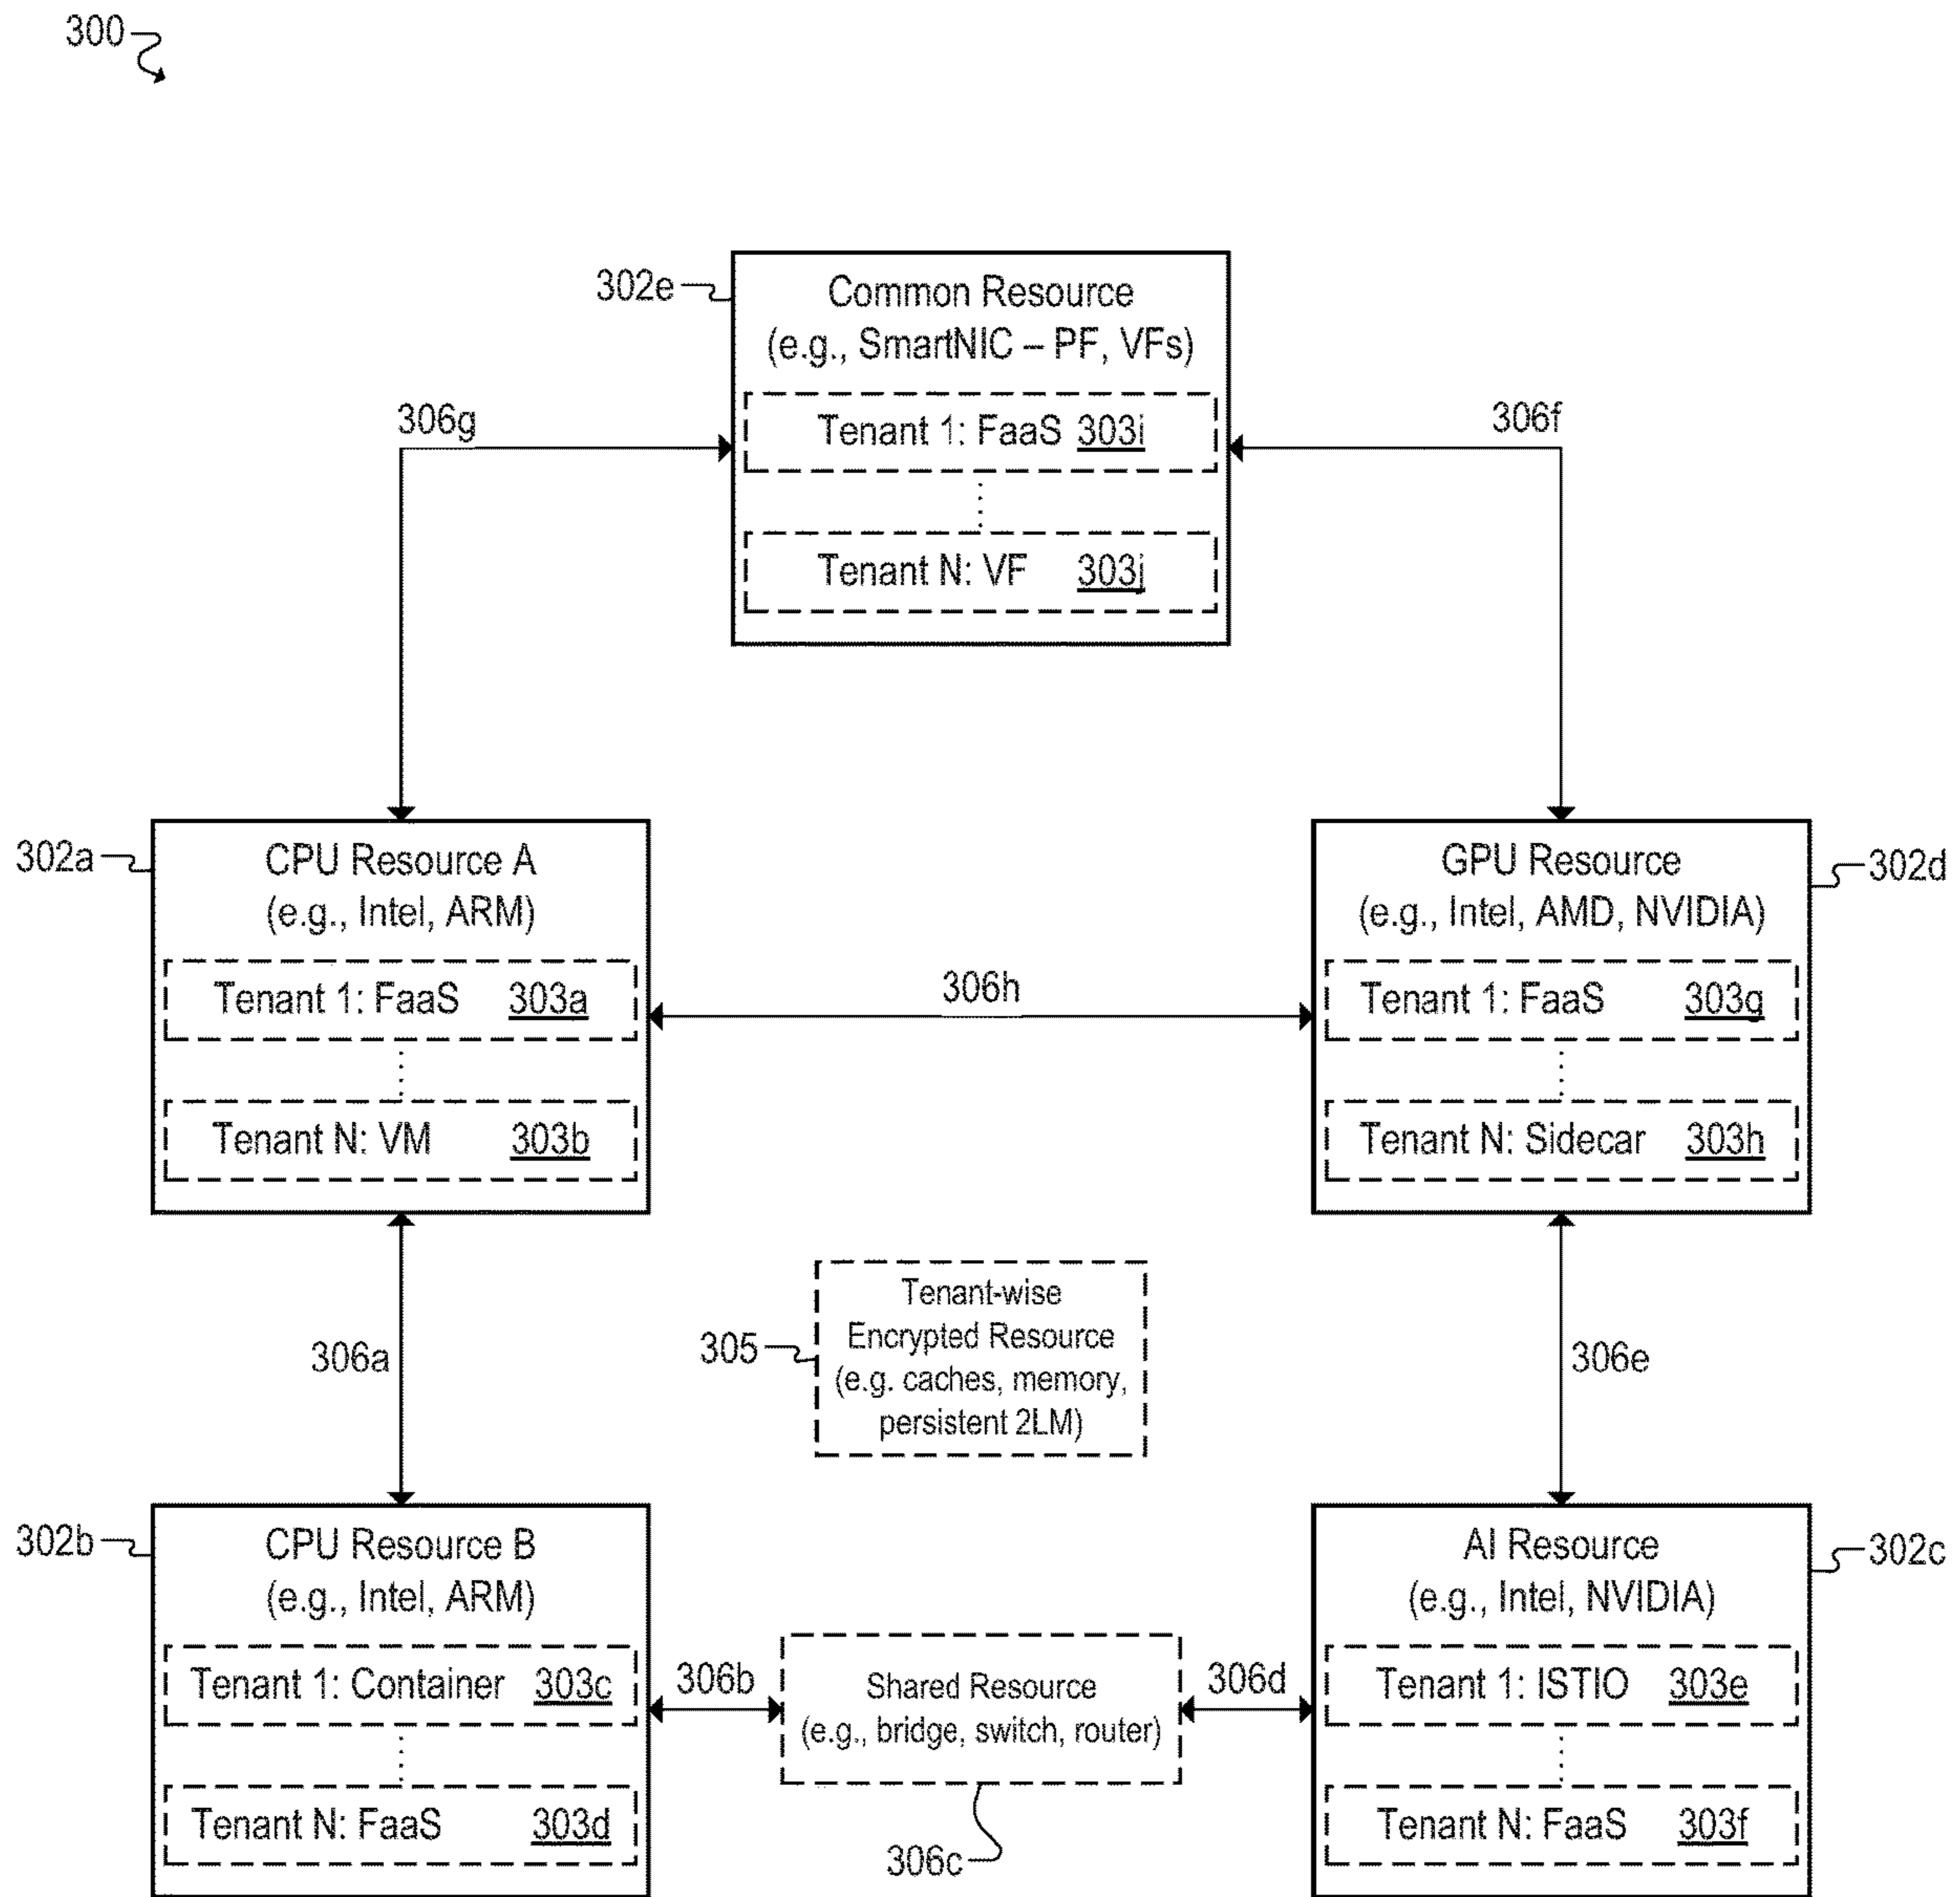 300
302e
Common Resource
(e.g., SmartNIC – PF, VFs)
Tenant 1: FaaS 303i
Tenant N: VF 303j
306g
306f
302a
CPU Resource A
(e.g., Intel, ARM)
Tenant 1: FaaS 303a
Tenant N: VM 303b
306h
302d
GPU Resource
(e.g., Intel, AMD, NVIDIA)
Tenant 1: FaaS 303g
Tenant N: Sidecar 303h
306a
305
Tenant-wise
Encrypted Resource
(e.g. caches, memory,
persistent 2LM)
306e
302b
CPU Resource B
(e.g., Intel, ARM)
Tenant 1: Container 303c
Tenant N: FaaS 303d
306b
Shared Resource
(e.g., bridge, switch, router)
306c
306d
302c
AI Resource
(e.g., Intel, NVIDIA)
Tenant 1: ISTIO 303e
Tenant N: FaaS 303f